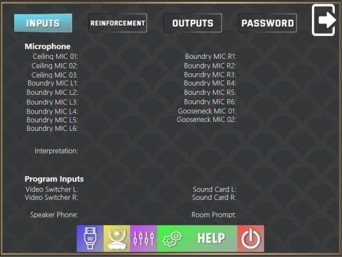 INPUTS
REINFORCEMENT
OUTPUTS
PASSWORD
Microphone
Ceiling MIC 01:
Ceiling MIC 02:
Ceiling MIC 03:
Boundry MIC L1:
Boundry MIC L2:
Boundry MIC L3:
Boundry MIC L4:
Boundry MIC L5:
Boundry MIC L6:
Boundry MIC R1:
Boundry MIC R2:
Boundry MIC R3:
Boundry MIC R4:
Boundry MIC R5:
Boundry MIC R6:
Gooseneck MIC 01:
Gooseneck MIC 02:
Interpretation:
Program Inputs
Video Switcher L:
Video Switcher R:
Sound Card L:
Sound Card R:
Speaker Phone:
Room Prompt:
HELP